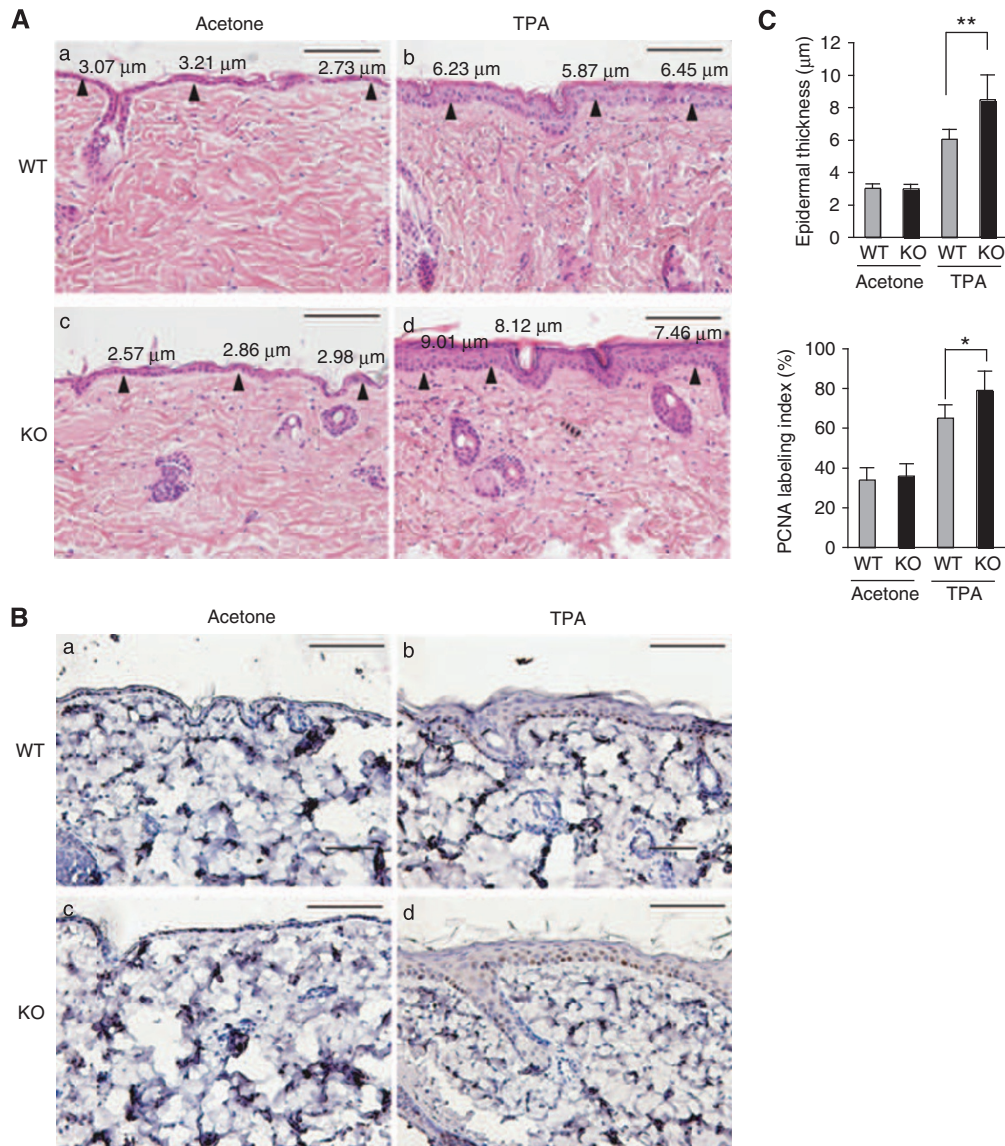 A
Acetone
TPA
a
3.07 μm
3.21 μm
2.73 μm
b
6.23 μm
5.87 μm
6.45 μm
WT
c
2.57 μm
2.86 μm
2.98 μm
d
9.01 μm
8.12 μm
7.46 μm
KO
B
Acetone
TPA
a
b
WT
c
d
KO
C
**
Epidermal thickness (μm)
12
10
8
6
4
2
0
WT KO WT KO
Acetone TPA
*
PCNA labeling index (%)
100
80
60
40
20
0
WT KO WT KO
Acetone TPA